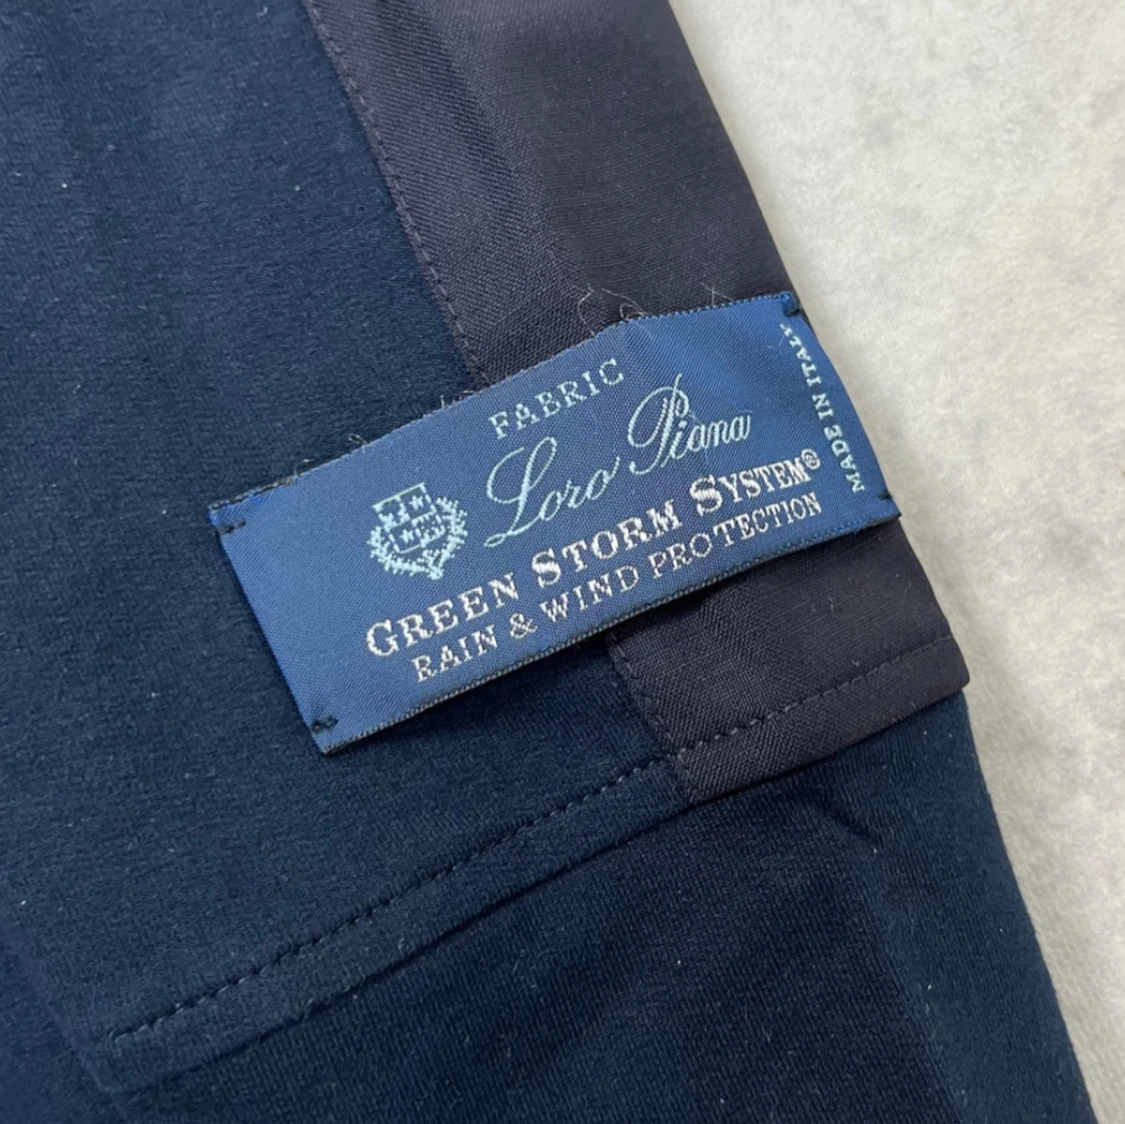 FABRIC
Loro Piana
GREEN STORM SYSTEM®
RAIN & WIND PROTECTION
MADE IN ITALY